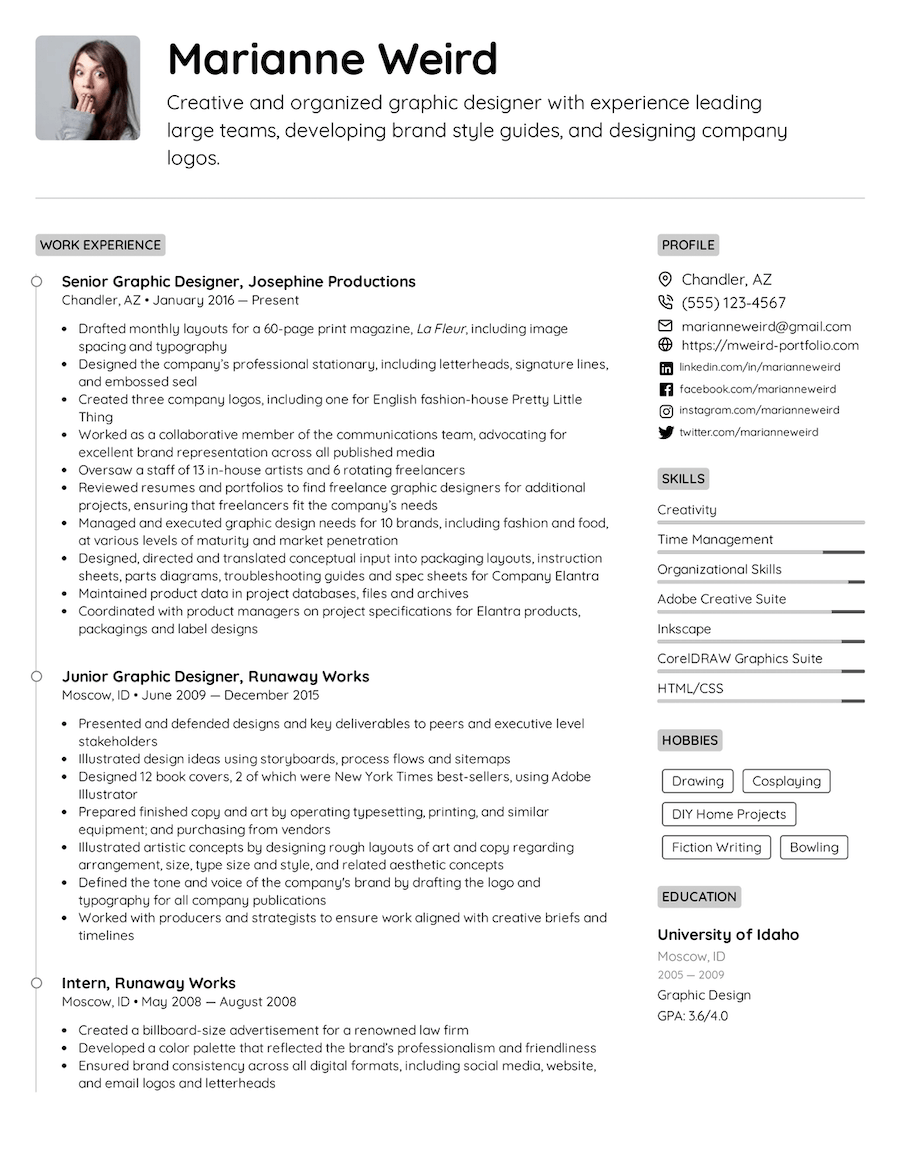 Marianne Weird
Creative and organized graphic designer with experience leading
large teams, developing brand style guides, and designing company
logos.
WORK EXPERIENCE
Senior Graphic Designer, Josephine Productions
Chandler, AZ • January 2016 — Present
• Drafted monthly layouts for a 60-page print magazine, La Fleur, including image
spacing and typography
• Designed the company's professional stationary, including letterheads, signature lines,
and embossed seal
• Created three company logos, including one for English fashion-house Pretty Little
Thing
• Worked as a collaborative member of the communications team, advocating for
excellent brand representation across all published media
• Oversaw a staff of 13 in-house artists and 6 rotating freelancers
• Reviewed resumes and portfolios to find freelance graphic designers for additional
projects, ensuring that freelancers fit the company's needs
• Managed and executed graphic design needs for 10 brands, including fashion and food,
at various levels of maturity and market penetration
• Designed, directed and translated conceptual input into packaging layouts, instruction
sheets, parts diagrams, troubleshooting guides and spec sheets for Company Elantra
• Maintained product data in project databases, files and archives
• Coordinated with product managers on project specifications for Elantra products,
packagings and label designs
Junior Graphic Designer, Runaway Works
Moscow, ID • June 2009 — December 2015
• Presented and defended designs and key deliverables to peers and executive level
stakeholders
• Illustrated design ideas using storyboards, process flows and sitemaps
• Designed 12 book covers, 2 of which were New York Times best-sellers, using Adobe
Illustrator
• Prepared finished copy and art by operating typesetting, printing, and similar
equipment; and purchasing from vendors
• Illustrated artistic concepts by designing rough layouts of art and copy regarding
arrangement, size, type size and style, and related aesthetic concepts
• Defined the tone and voice of the company's brand by drafting the logo and
typography for all company publications
• Worked with producers and strategists to ensure work aligned with creative briefs and
timelines
Intern, Runaway Works
Moscow, ID • May 2008 — August 2008
• Created a billboard-size advertisement for a renowned law firm
• Developed a color palette that reflected the brand's professionalism and friendliness
• Ensured brand consistency across all digital formats, including social media, website,
and email logos and letterheads
PROFILE
Chandler, AZ
(555) 123-4567
marianneweird@gmail.com
https://mweird-portfolio.com
linkedin.com/in/marianneweird
facebook.com/marianneweird
instagram.com/marianneweird
twitter.com/marianneweird
SKILLS
Creativity
Time Management
Organizational Skills
Adobe Creative Suite
Inkscape
CorelDRAW Graphics Suite
HTML/CSS
HOBBIES
Drawing
Cosplaying
DIY Home Projects
Fiction Writing
Bowling
EDUCATION
University of Idaho
Moscow, ID
2005 — 2009
Graphic Design
GPA: 3.6/4.0